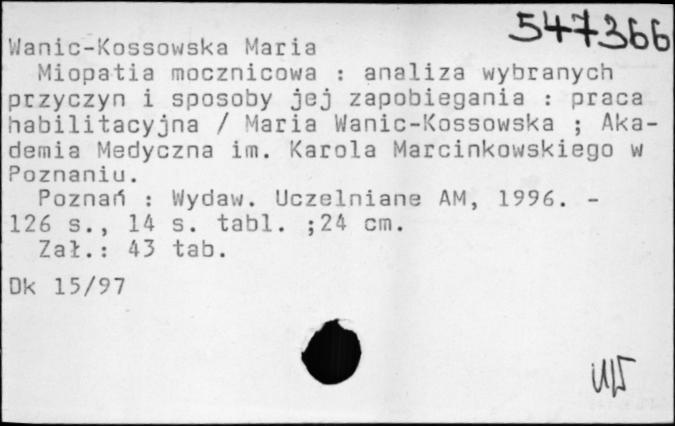 547366
Wanic-Kossowska Maria
Miopatia mocznicowa : analiza wybranych
przyczyn i sposoby jej zapobiegania : praca
habilitacyjna / Maria Wanic-Kossowska ; Aka-
demia Medyczna im. Karola Marcinkowskiego w
Poznaniu.
Poznań : Wydaw. Uczelniane AM, 1996. -
126 s., 14 s. tabl. ;24 cm.
Zał.: 43 tab.
Dk 15/97